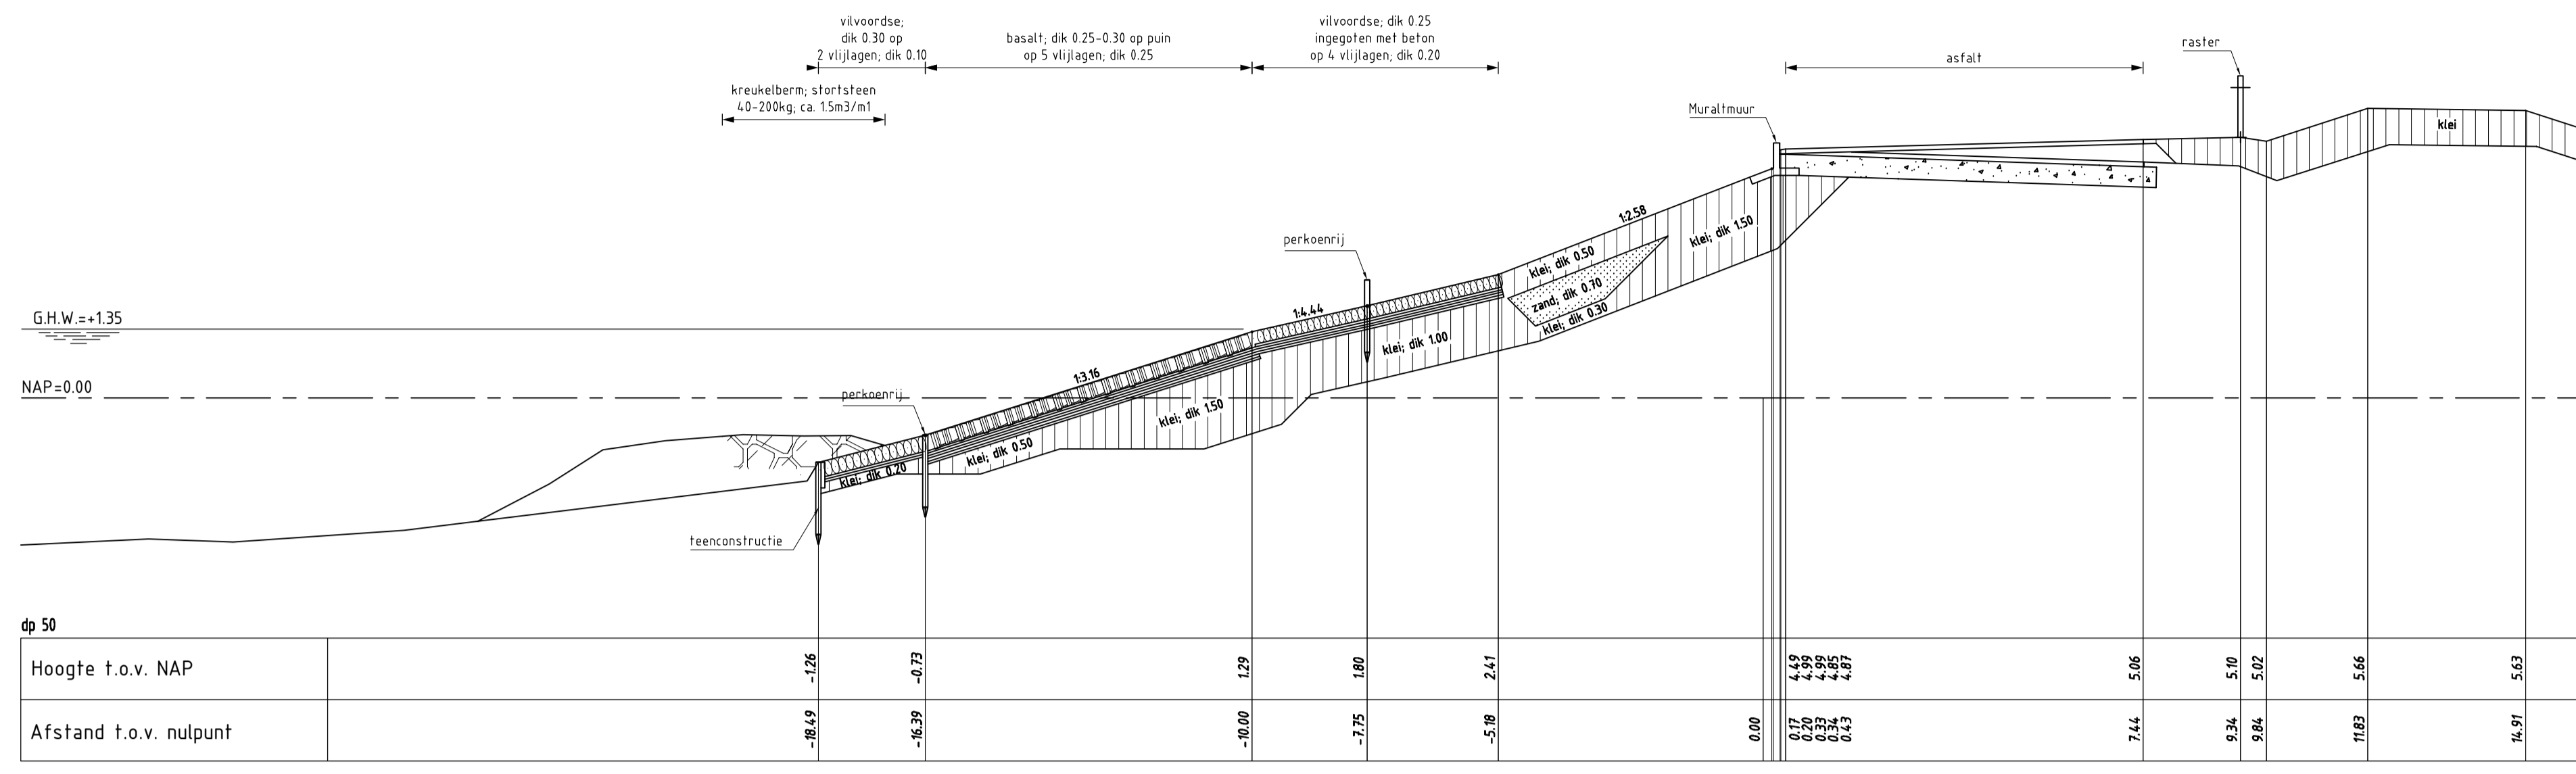 vilvoordse;
dik 0.30 op
2 vlijlagen; dik 0.10
basalt; dik 0.25-0.30 op puin
op 5 vlijlagen; dik 0.25
vilvoordse; dik 0.25
ingegoten met beton
op 4 vlijlagen; dik 0.20
kreukelberm; stortsteen
40-200kg; ca. 1.5m3/m1
raster
asfalt
Muraltmuur
klei
1:2.58
klei; dik 1.50
perkoenrij
klei; dik 0.50
zand; dik 0.70
klei; dik 0.30
G.H.W.=+1.35
1:4.44
klei; dik 1.00
NAP=0.00
1:3.16
perkoenrij
klei; dik 1.50
klei; dik 0.50
klei; dik 0.20
teenconstructie
dp 50
Hoogte t.o.v. NAP
-1.26
-0.73
1.29
1.80
2.41
4.49
4.99
4.99
4.85
4.87
5.06
5.10
5.02
5.66
5.63
Afstand t.o.v. nulpunt
-18.49
-16.39
-10.00
-7.75
-5.18
0.00
0.17
0.20
0.33
0.34
0.43
7.44
9.34
9.84
11.83
14.91